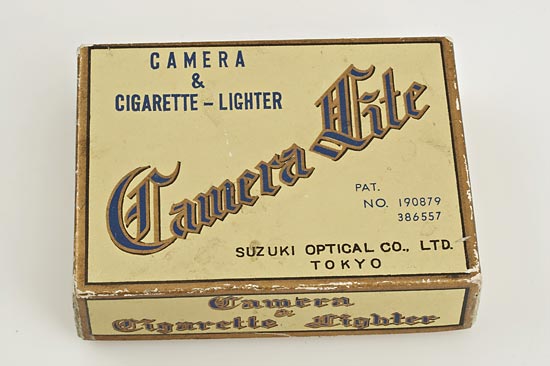 CAMERA
&
CIGARETTE - LIGHTER
Camera Lite
PAT.
NO. 190879
386557
SUZUKI OPTICAL CO., LTD.
TOKYO
Camera
&
Cigarette Lighter